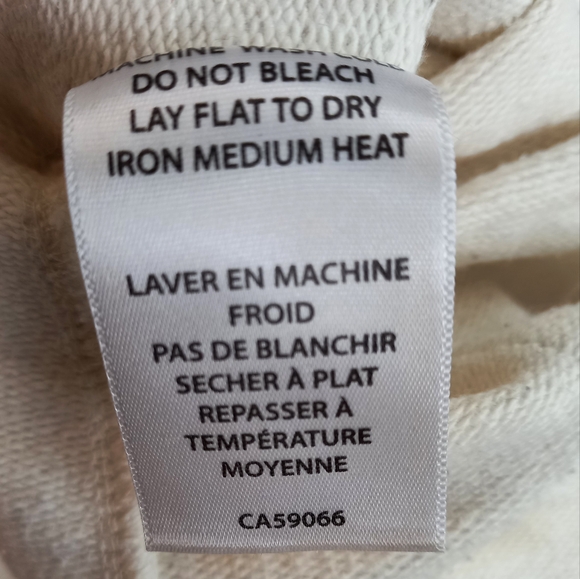 MACHINE WASH COLD
DO NOT BLEACH
LAY FLAT TO DRY
IRON MEDIUM HEAT
LAVER EN MACHINE
FROID
PAS DE BLANCHIR
SECHER À PLAT
REPASSER À
TEMPÉRATURE
MOYENNE
CA59066